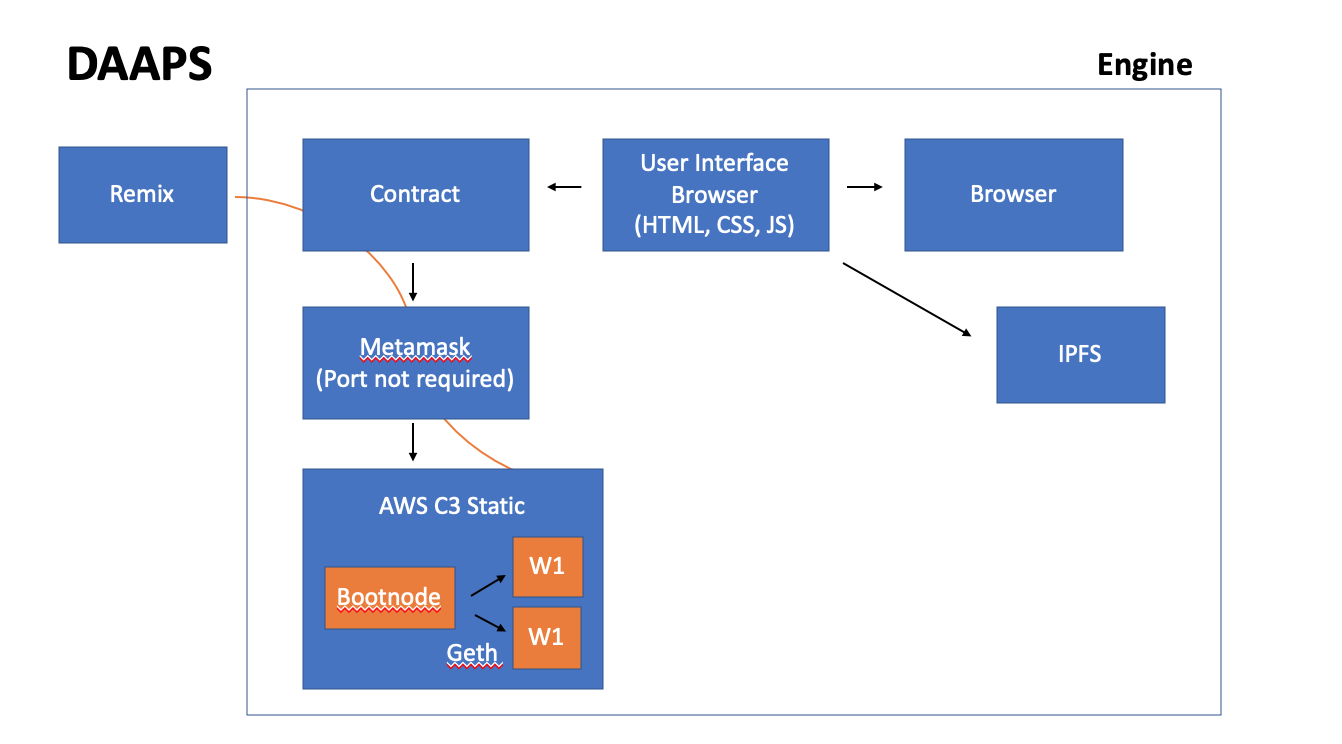 DAAPS
Engine
Remix
Contract
User Interface
Browser
(HTML, CSS, JS)
Browser
Metamask
(Port not required)
IPFS
AWS C3 Static
W1
Bootnode
W1
Geth